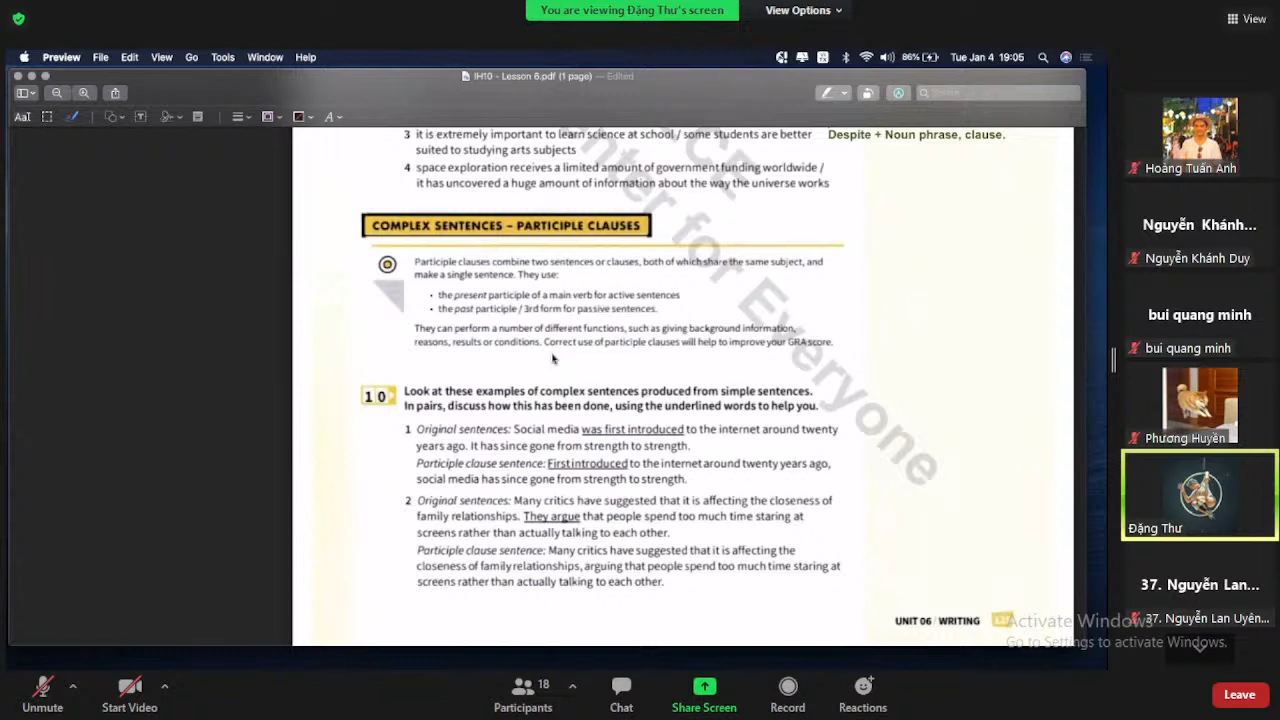 You are viewing Đặng Thư's screen
View Options
View
Preview File Edit View Go Tools Window Help
86% Tue Jan 4 19:05
IH10 - Lesson 6.pdf (1 page) — Edited
Search
3 it is extremely important to learn science at school / some students are better
suited to studying arts subjects
Despite + Noun phrase, clause.
4 space exploration receives a limited amount of government funding worldwide /
it has uncovered a huge amount of information about the way the universe works
COMPLEX SENTENCES – PARTICIPLE CLAUSES
Participle clauses combine two sentences or clauses, both of which share the same subject, and
make a single sentence. They use:
• the present participle of a main verb for active sentences
• the past participle / 3rd form for passive sentences.
They can perform a number of different functions, such as giving background information,
reasons, results or conditions. Correct use of participle clauses will help to improve your GRA score.
10 Look at these examples of complex sentences produced from simple sentences.
In pairs, discuss how this has been done, using the underlined words to help you.
1 Original sentences: Social media was first introduced to the internet around twenty
years ago. It has since gone from strength to strength.
Participle clause sentence: First introduced to the internet around twenty years ago,
social media has since gone from strength to strength.
2 Original sentences: Many critics have suggested that it is affecting the closeness of
family relationships. They argue that people spend too much time staring at
screens rather than actually talking to each other.
Participle clause sentence: Many critics have suggested that it is affecting the
closeness of family relationships, arguing that people spend too much time staring at
screens rather than actually talking to each other.
UNIT 06 / WRITING
for Everyone
Hoàng Tuấn Anh
Nguyễn Khánh...
Nguyễn Khánh Duy
bui quang minh
bui quang minh
Phương Huyền
Đặng Thư
37. Nguyễn Lan...
37. Nguyễn Lan Uyên...
Activate Windows
Go to Settings to activate Windows.
Unmute
Start Video
18
Participants
Chat
Share Screen
Record
Reactions
Leave